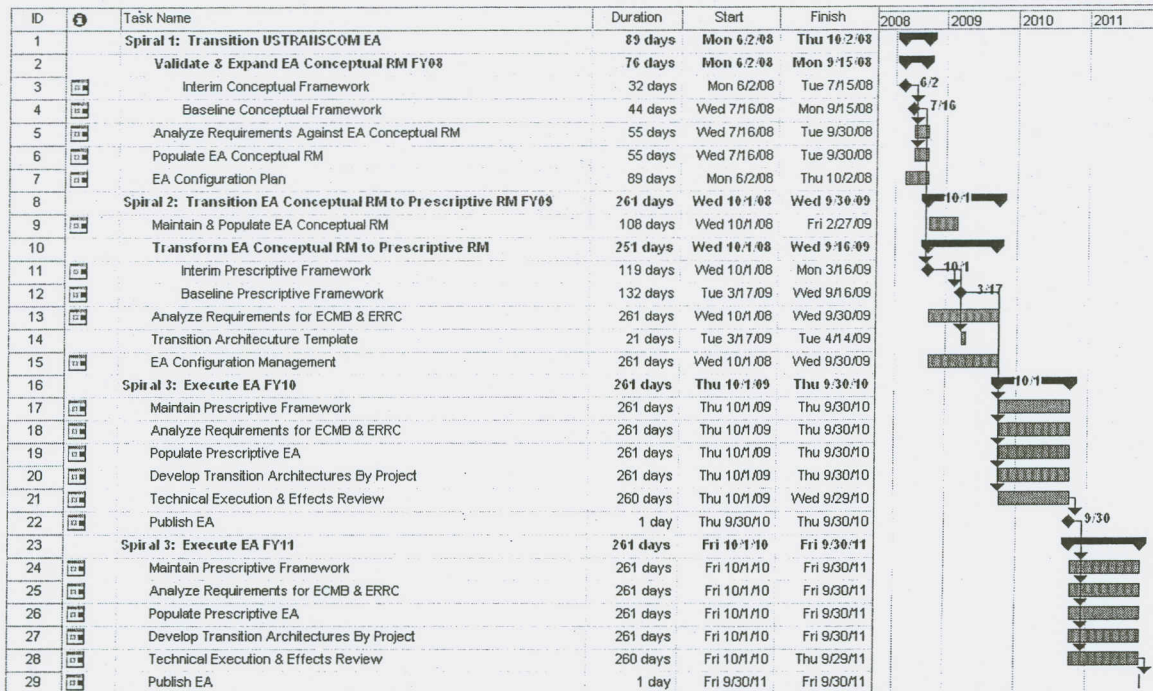 ID Task Name Duration Start Finish 2008 2009 2010 2011
1 Spiral 1: Transition USTRANSCOM EA 89 days Mon 6/2/08 Thu 10/2/08
2 Validate & Expand EA Conceptual RM FY08 76 days Mon 6/2/08 Mon 9/15/08
3 Interim Conceptual Framework 32 days Mon 6/2/08 Tue 7/15/08 6/2
4 Baseline Conceptual Framework 44 days Wed 7/16/08 Mon 9/15/08 7/16
5 Analyze Requirements Against EA Conceptual RM 55 days Wed 7/16/08 Tue 9/30/08
6 Populate EA Conceptual RM 55 days Wed 7/16/08 Tue 9/30/08
7 EA Configuration Plan 89 days Mon 6/2/08 Thu 10/2/08
8 Spiral 2: Transition EA Conceptual RM to Prescriptive RM FY09 261 days Wed 10/1/08 Wed 9/30/09 10/1
9 Maintain & Populate EA Conceptual RM 108 days Wed 10/1/08 Fri 2/27/09
10 Transform EA Conceptual RM to Prescriptive RM 251 days Wed 10/1/08 Wed 9/16/09
11 Interim Prescriptive Framework 119 days Wed 10/1/08 Mon 3/16/09 10/1
12 Baseline Prescriptive Framework 132 days Tue 3/17/09 Wed 9/16/09 3/17
13 Analyze Requirements for ECMB & ERRC 261 days Wed 10/1/08 Wed 9/30/09
14 Transition Architecuture Template 21 days Tue 3/17/09 Tue 4/14/09
15 EA Configuration Management 261 days Wed 10/1/08 Wed 9/30/09
16 Spiral 3: Execute EA FY10 261 days Thu 10/1/09 Thu 9/30/10 10/1
17 Maintain Prescriptive Framework 261 days Thu 10/1/09 Thu 9/30/10
18 Analyze Requirements for ECMB & ERRC 261 days Thu 10/1/09 Thu 9/30/10
19 Populate Prescriptive EA 261 days Thu 10/1/09 Thu 9/30/10
20 Develop Transition Architectures By Project 261 days Thu 10/1/09 Thu 9/30/10
21 Technical Execution & Effects Review 260 days Thu 10/1/09 Wed 9/29/10
22 Publish EA 1 day Thu 9/30/10 Thu 9/30/10 9/30
23 Spiral 3: Execute EA FY11 261 days Fri 10/1/10 Fri 9/30/11
24 Maintain Prescriptive Framework 261 days Fri 10/1/10 Fri 9/30/11
25 Analyze Requirements for ECMB & ERRC 261 days Fri 10/1/10 Fri 9/30/11
26 Populate Prescriptive EA 261 days Fri 10/1/10 Fri 9/30/11
27 Develop Transition Architectures By Project 261 days Fri 10/1/10 Fri 9/30/11
28 Technical Execution & Effects Review 260 days Fri 10/1/10 Thu 9/29/11
29 Publish EA 1 day Fri 9/30/11 Fri 9/30/11